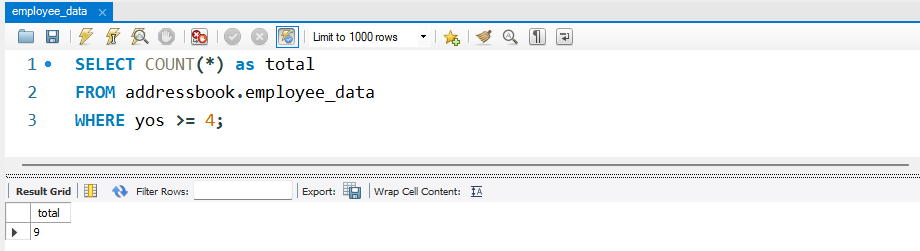 employee_data
Limit to 1000 rows
1 SELECT COUNT(*) as total
2 FROM addressbook.employee_data
3 WHERE yos >= 4;
Result Grid Filter Rows: Export: Wrap Cell Content:
total
9